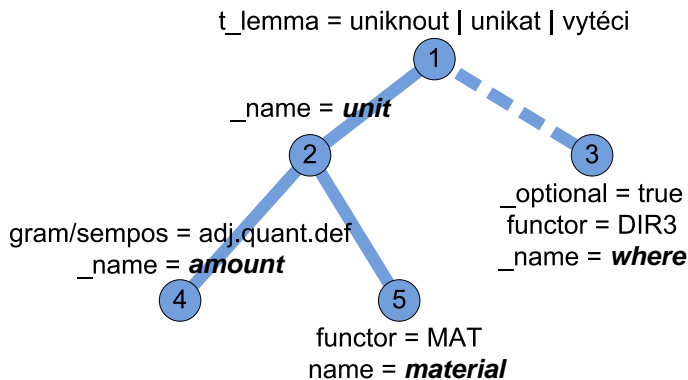 t_lemma = uniknout | unikat | vytéci
1
_name = unit
2
3
_optional = true
functor = DIR3
_name = where
gram/sempos = adj.quant.def
_name = amount
4
5
functor = MAT
name = material